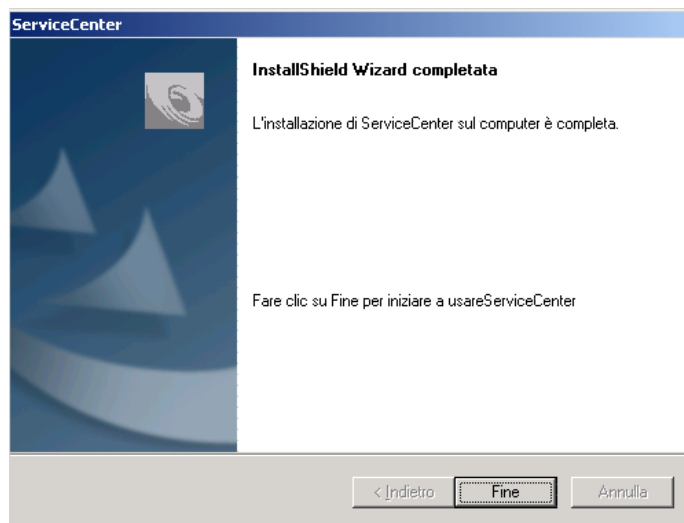 ServiceCenter
InstallShield Wizard completata
L'installazione di ServiceCenter sul computer è completa.
Fare clic su Fine per iniziare a usareServiceCenter
< Indietro
Fine
Annulla